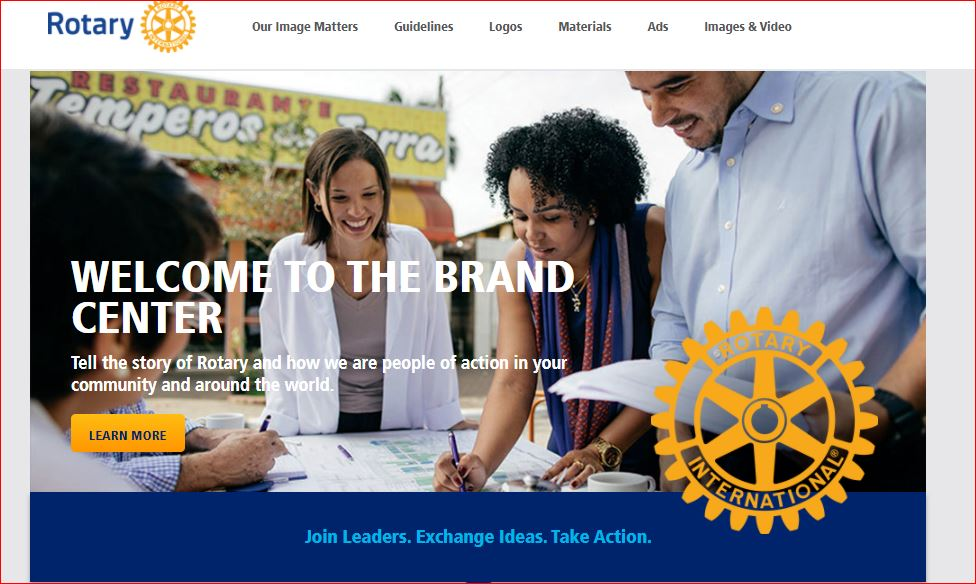 Rotary
ROTARY
INTERNATIONAL
Our Image Matters
Guidelines
Logos
Materials
Ads
Images & Video
RESTAURANTE
Temperos da Terra
WELCOME TO THE BRAND
CENTER
Tell the story of Rotary and how we are people of action in your
community and around the world.
LEARN MORE
ROTARY
INTERNATIONAL®
Join Leaders. Exchange Ideas. Take Action.